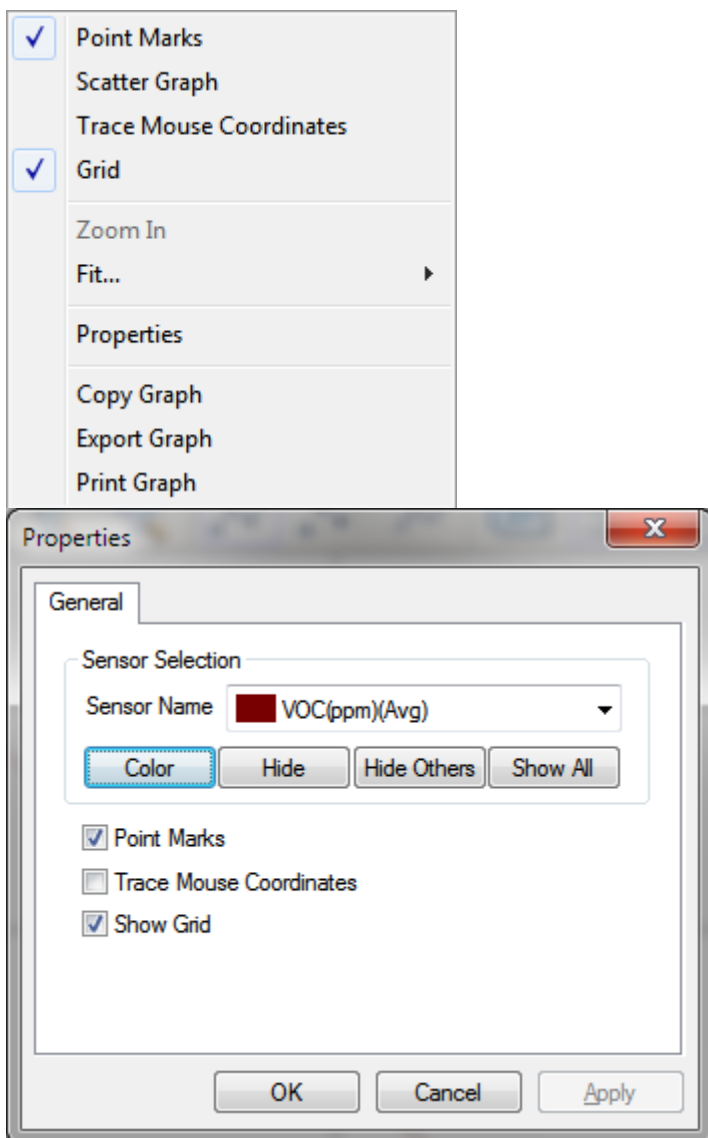 Point Marks
Scatter Graph
Trace Mouse Coordinates
Grid
Zoom In
Fit...
Properties
Copy Graph
Export Graph
Print Graph
Properties
General
Sensor Selection
Sensor Name VOC(ppm)(Avg)
Color Hide Hide Others Show All
Point Marks
Trace Mouse Coordinates
Show Grid
OK Cancel Apply